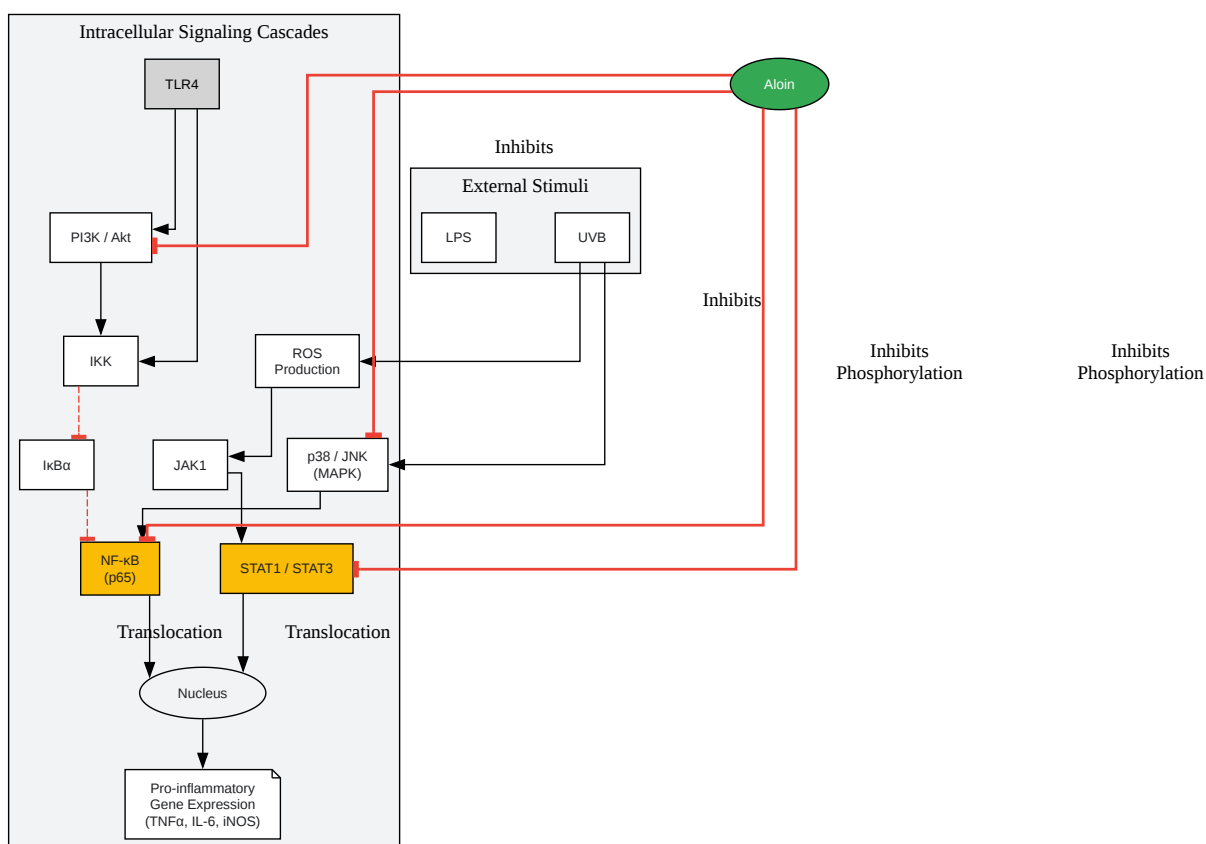 Intracellular Signaling Cascades
TLR4
Aloin
Inhibits
External Stimuli
LPS
UVB
PI3K / Akt
Inhibits
IKK
ROS
Production
Inhibits
Phosphorylation
Inhibits
Phosphorylation
IκBα
JAK1
p38 / JNK
(MAPK)
NF-κB
(p65)
STAT1 / STAT3
Translocation
Translocation
Nucleus
Pro-inflammatory
Gene Expression
(TNFα, IL-6, iNOS)